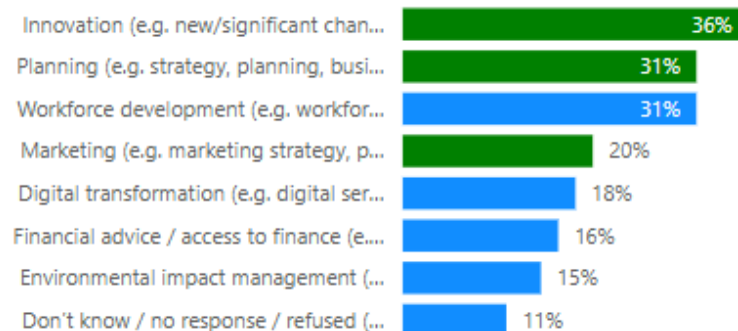 Innovation (e.g. new/significant chan... 36%
Planning (e.g. strategy, planning, busi... 31%
Workforce development (e.g. workfor... 31%
Marketing (e.g. marketing strategy, p... 20%
Digital transformation (e.g. digital ser... 18%
Financial advice / access to finance (e.... 16%
Environmental impact management (... 15%
Don't know / no response / refused (... 11%